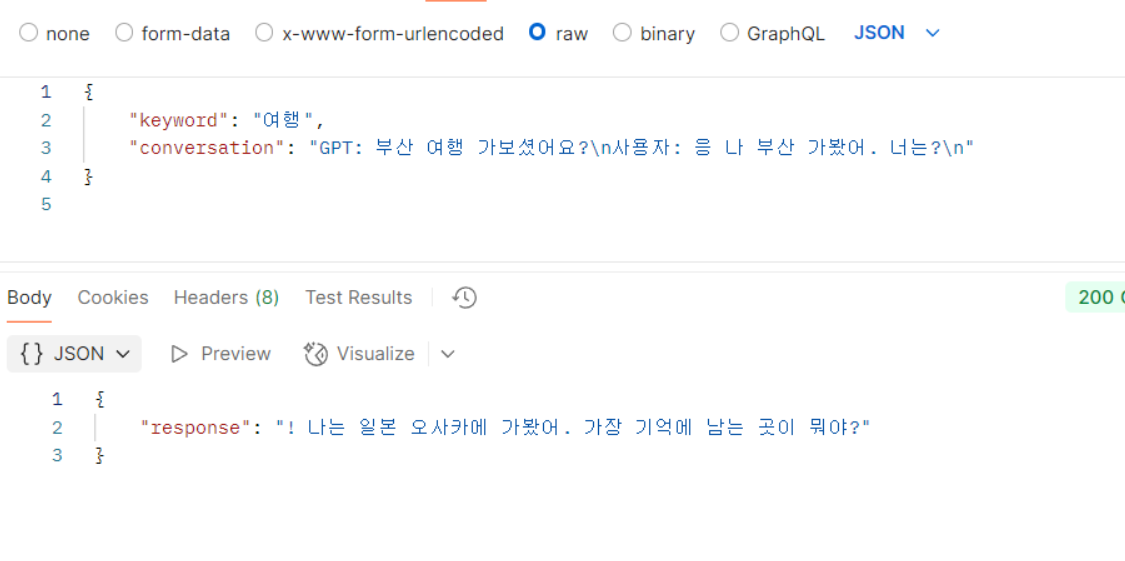 none form-data x-www-form-urlencoded raw binary GraphQL JSON
1 {
2 "keyword": "여행",
3 "conversation": "GPT: 부산 여행 가보셨어요?\n사용자: 응 나 부산 가봤어. 너는?\n"
4 }
5
Body Cookies Headers (8) Test Results 200
{} JSON Preview Visualize
1 {
2 "response": "! 나는 일본 오사카에 가봤어. 가장 기억에 남는 곳이 뭐야?"
3 }